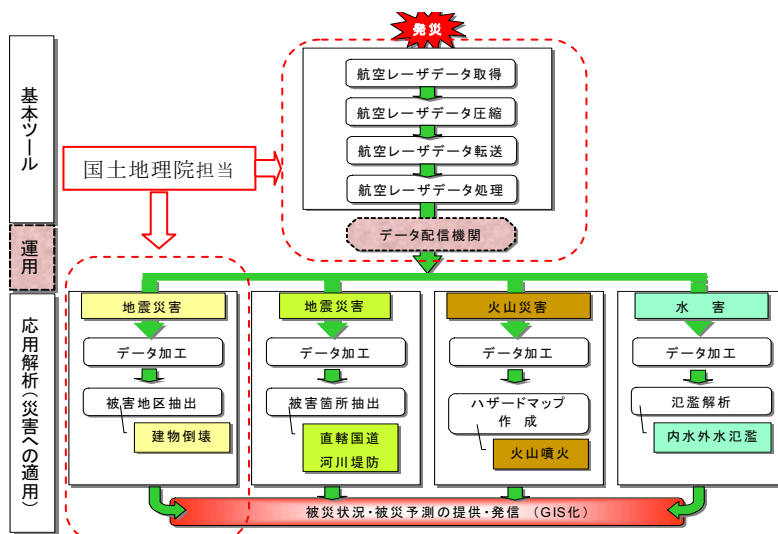 発災
基本ツール
航空レーザデータ取得
航空レーザデータ圧縮
航空レーザデータ転送
航空レーザデータ処理
国土地理院担当
運用
データ配信機関
応用解析(災害への適用)
地震災害
データ加工
被害地区抽出
建物倒壊
地震災害
データ加工
被害箇所抽出
直轄国道
河川堤防
火山災害
データ加工
ハザードマップ
作成
火山噴火
水 害
データ加工
氾濫解析
内水外水氾濫
被災状況・被災予測の提供・発信 (GIS化)